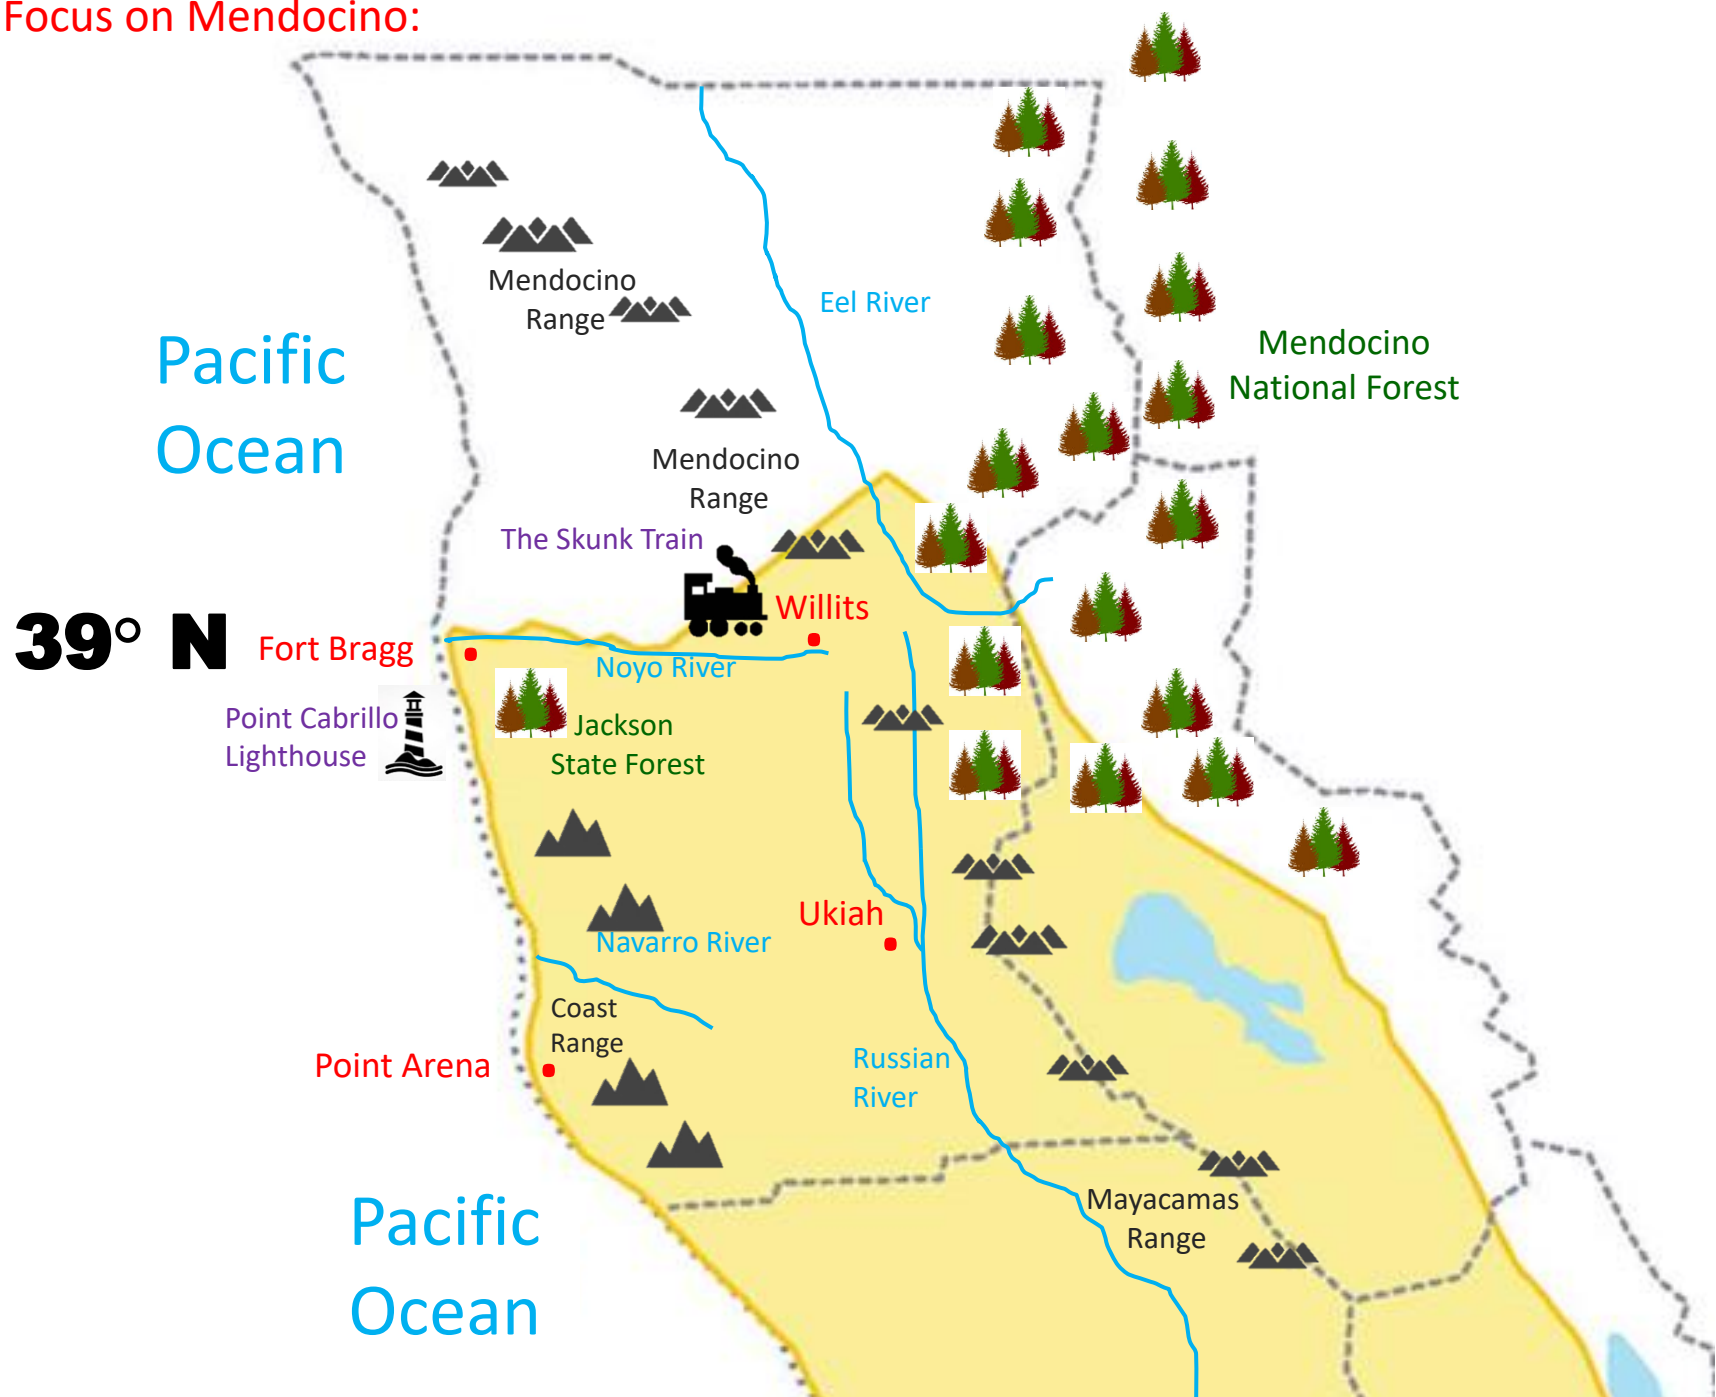 Focus on Mendocino:
Mendocino
Range
Eel River
Pacific
Ocean
Mendocino
National Forest
Mendocino
Range
The Skunk Train
Willits
39° N
Fort Bragg
Noyo River
Point Cabrillo
Lighthouse
Jackson
State Forest
Ukiah
Navarro River
Coast
Range
Point Arena
Russian
River
Mayacamas
Range
Pacific
Ocean